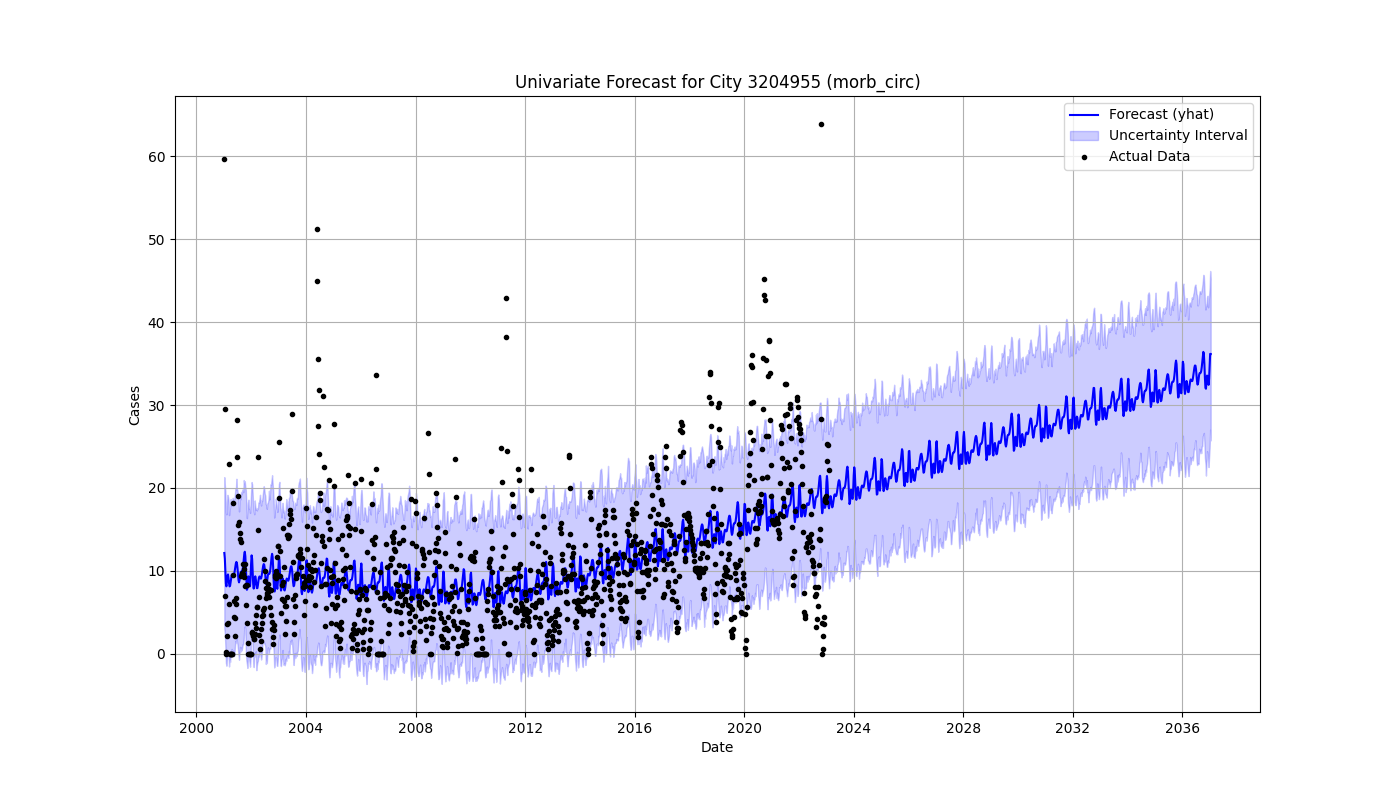 Univariate Forecast for City 3204955 (morb_circ)
Forecast (yhat)
Uncertainty Interval
Actual Data
60
50
40
30
20
10
0
Cases
2000 2004 2008 2012 2016 2020 2024 2028 2032 2036
Date